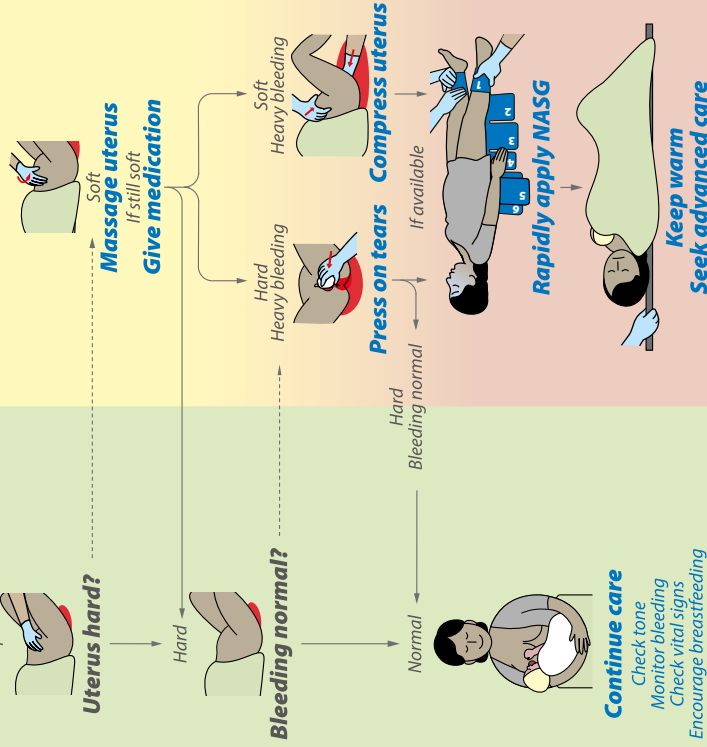 Uterus hard?
Soft
Massage uterus
If still soft
Give medication
Hard
Bleeding normal?
Hard
Heavy bleeding
Press on tears
Soft
Heavy bleeding
Compress uterus
Hard
Bleeding normal
If available
1
2
3
4
5
6
Rapidly apply NASG
Normal
Continue care
Check tone
Monitor bleeding
Check vital signs
Encourage breastfeeding
Keep warm
Seek advanced care